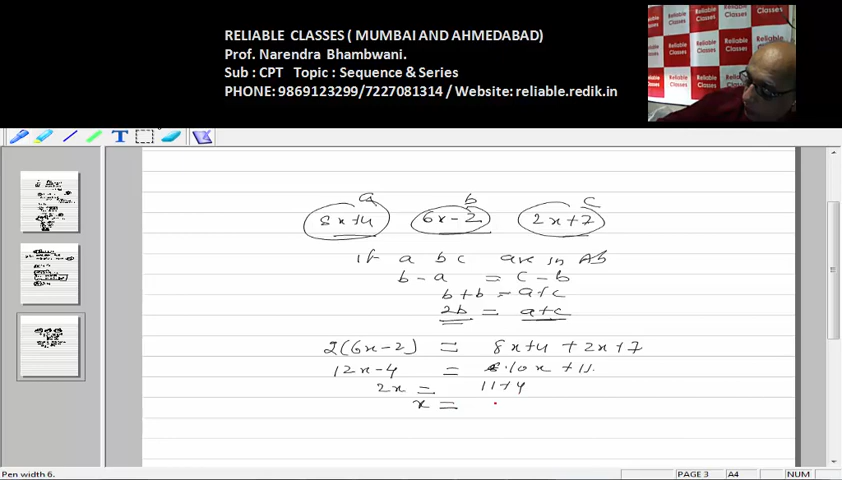 RELIABLE CLASSES ( MUMBAI AND AHMEDABAD)
Prof. Narendra Bhambwani.
Sub : CPT Topic : Sequence & Series
PHONE: 9869123299/7227081314 / Website: reliable.redik.in
Reliable Classes
T
a b c
8x+4 6x-2 2x+7
If a b c are in AP
b-a = c-b
b+b = a+c
2b = a+c
2(6x-2) = 8x+4+2x+7
12x-4 = 10x+11
2x = 11+4
x =
Pen width 6.
PAGE 3 A4 NUM